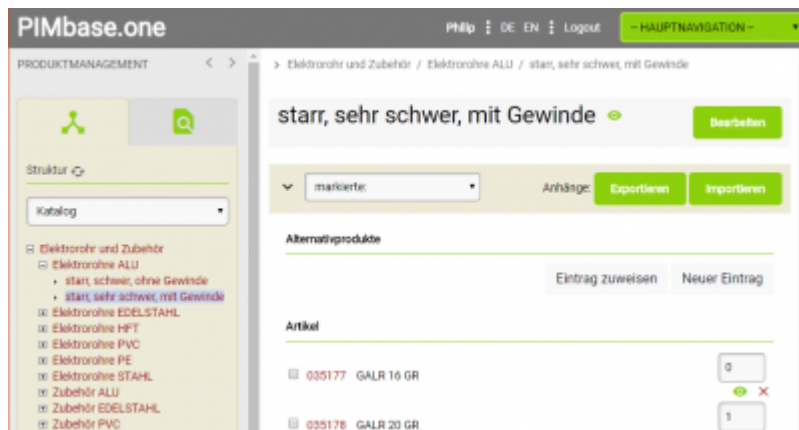 PIMbase.one
Philip DE EN Logout
--HAUPTNAVIGATION--
PRODUKTMANAGEMENT < >
> Elektrorohr und Zubehör / Elektrorohre ALU / starr, sehr schwer, mit Gewinde
starr, sehr schwer, mit Gewinde
Bearbeiten
Struktur
Katalog
Elektrorohr und Zubehör
Elektrorohre ALU
starr, schwer, ohne Gewinde
starr, sehr schwer, mit Gewinde
Elektrorohre EDELSTAHL
Elektrorohre HFT
Elektrorohre PVC
Elektrorohre PE
Elektrorohre STAHL
Zubehör ALU
Zubehör EDELSTAHL
Zubehör PVC
markierte:
Anhänge: Exportieren Importieren
Alternativprodukte
Eintrag zuweisen Neuer Eintrag
Artikel
035177 GALR 16 GR 0
035178 GALR 20 GR 1